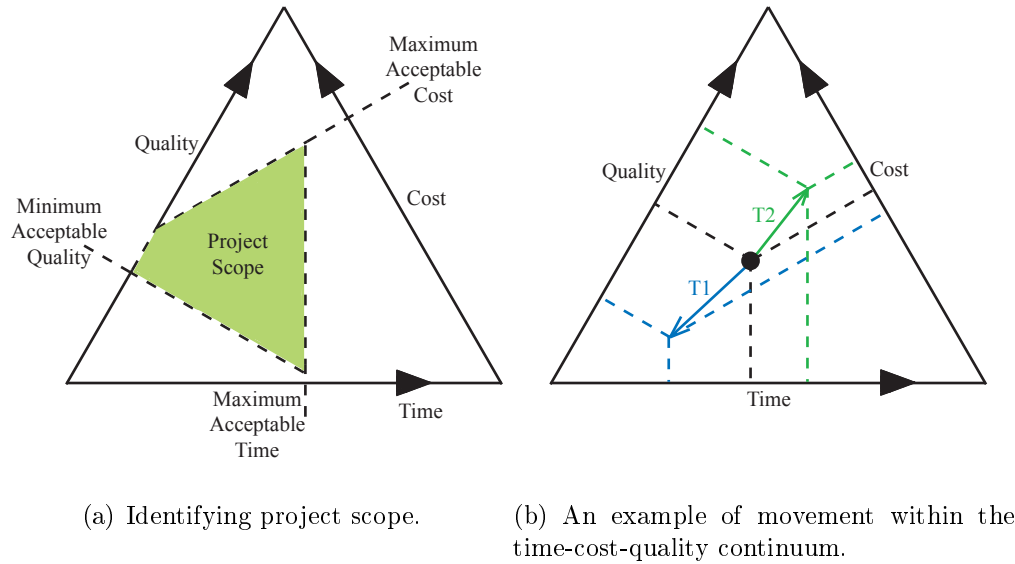 Maximum
Acceptable
Cost
Quality
Cost
Minimum
Acceptable
Quality
Project
Scope
Maximum
Acceptable
Time
Time
Quality
Cost
T2
T1
Time
(a) Identifying project scope.
(b) An example of movement within the
time-cost-quality continuum.